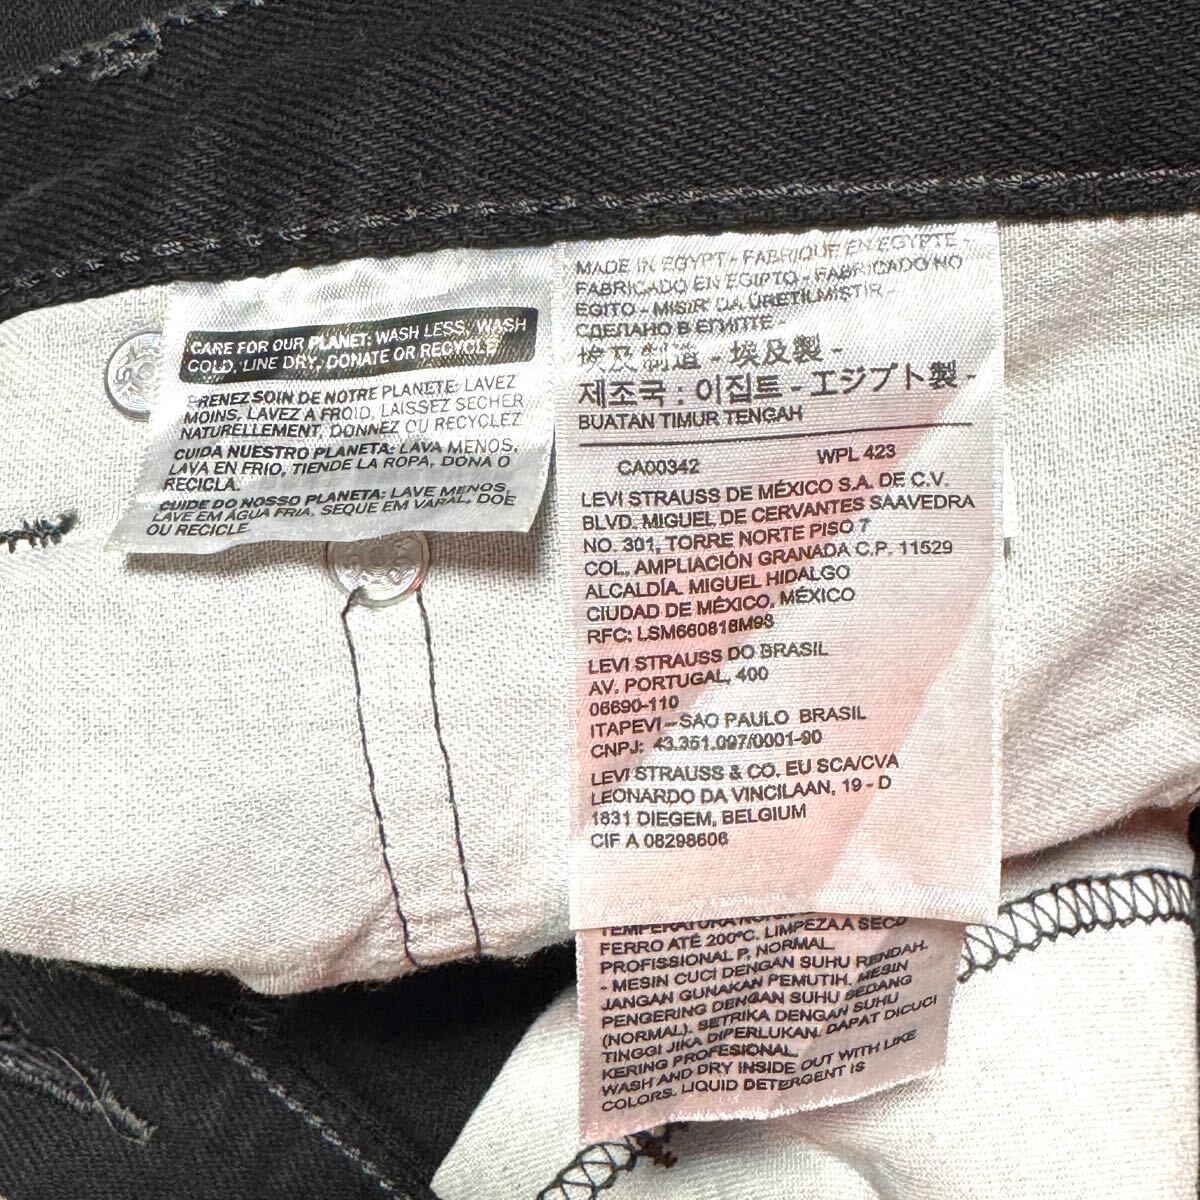 CARE FOR OUR PLANET: WASH LESS, WASH
COLD, LINE DRY, DONATE OR RECYCLE
PRENEZ SOIN DE NOTRE PLANETE: LAVEZ
MOINS, LAVEZ A FROID, LAISSEZ SECHER
NATURELLEMENT, DONNEZ OU RECYCLEZ
CUIDA NUESTRO PLANETA: LAVA MENOS,
LAVA EN FRIO, TIENDE LA ROPA, DONA O
RECICLA.
CUIDE DO NOSSO PLANETA: LAVE MENOS,
LAVE EM AGUA FRIA, SEQUE EM VARAL, DOE
OU RECICLE.
MADE IN EGYPT - FABRIQUE EN EGYPTE -
FABRICADO EN EGIPTO - FABRICADO NO
EGITO - MISIR' DA ÜRETILMISTIR -
СДЕЛАНО В ЕГИПТЕ -
埃及制造 - 埃及製 -
제조국 : 이집트 - エジプト製 -
BUATAN TIMUR TENGAH
CA00342 WPL 423
LEVI STRAUSS DE MÉXICO S.A. DE C.V.
BLVD. MIGUEL DE CERVANTES SAAVEDRA
NO. 301, TORRE NORTE PISO 7
COL. AMPLIACIÓN GRANADA C.P. 11529
ALCALDÍA. MIGUEL HIDALGO
CIUDAD DE MÉXICO, MÉXICO
RFC: LSM660818M98
LEVI STRAUSS DO BRASIL
AV. PORTUGAL, 400
06690-110
ITAPEVI – SAO PAULO BRASIL
CNPJ: 43.351.097/0001-90
LEVI STRAUSS & CO. EU SCA/CVA
LEONARDO DA VINCILAAN, 19 - D
1831 DIEGEM, BELGIUM
CIF A 08298606
TEMPERATURA
FERRO ATÉ 200ºC. LIMPEZA A SECO
PROFISSIONAL P, NORMAL.
- MESIN CUCI DENGAN SUHU RENDAH.
JANGAN GUNAKAN PEMUTIH. MESIN
PENGERING DENGAN SUHU SEDANG
(NORMAL). SETRIKA DENGAN SUHU
TINGGI JIKA DIPERLUKAN. DAPAT DICUCI
KERING PROFESIONAL.
WASH AND DRY INSIDE OUT WITH LIKE
COLORS. LIQUID DETERGENT IS